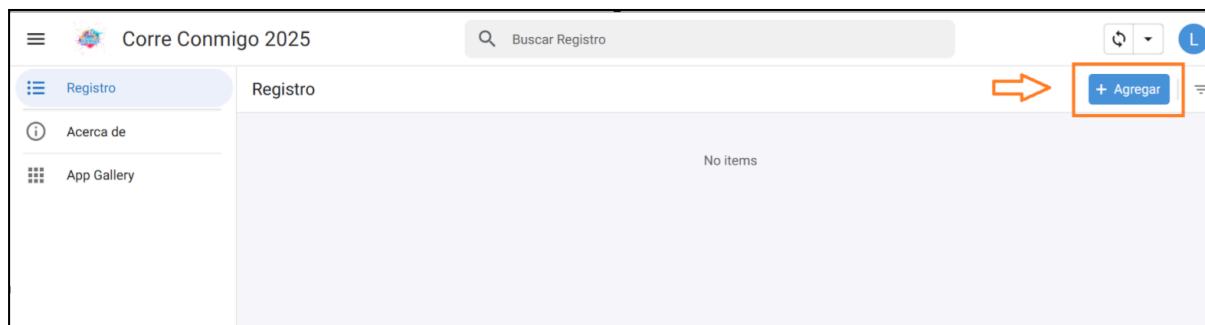 Corre Conmigo 2025
Buscar Registro
L
Registro
Registro
+ Agregar
Acerca de
No items
App Gallery